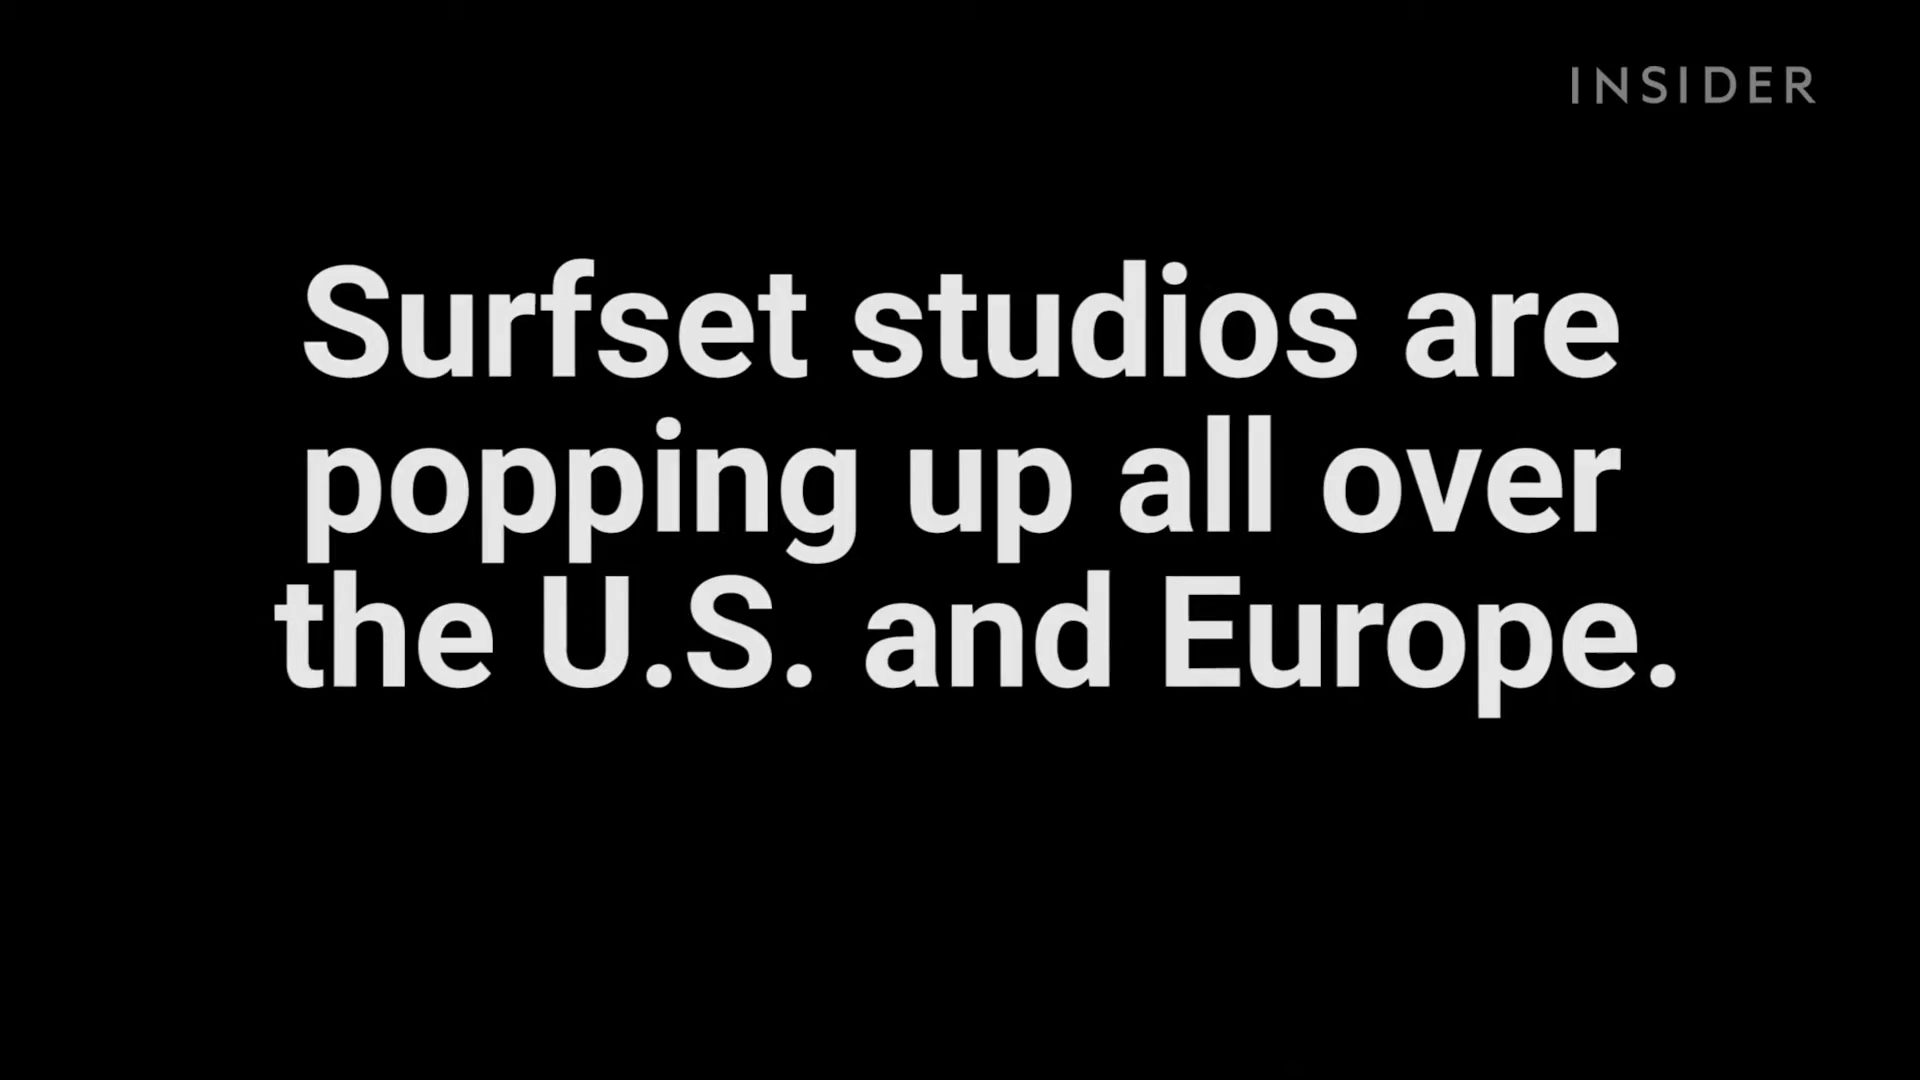 INSIDER
Surfset studios are
popping up all over
the U.S. and Europe.